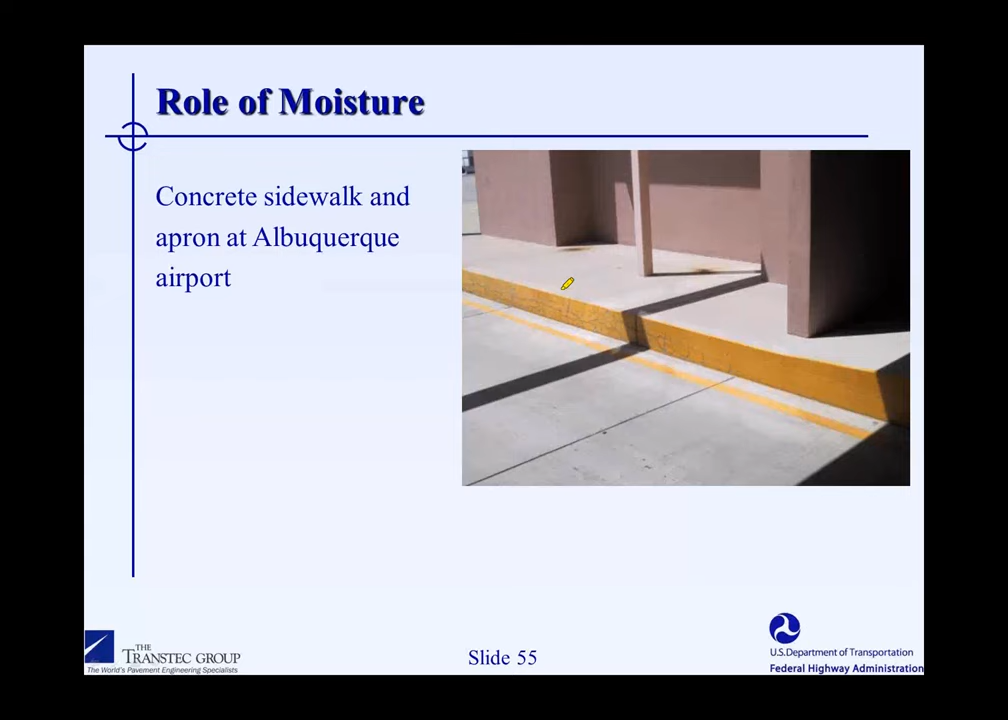 Role of Moisture
Concrete sidewalk and
apron at Albuquerque
airport
THE
TRANSTEC GROUP
The World's Pavement Engineering Specialists
Slide 55
U.S.Department of Transportation
Federal Highway Administration